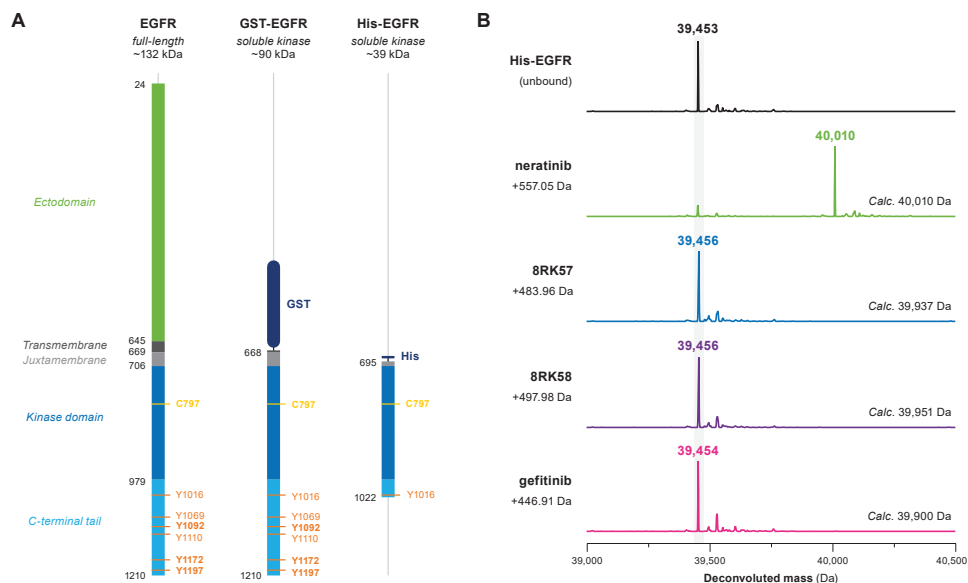 A
EGFR
full-length
~132 kDa
GST-EGFR
soluble kinase
~90 kDa
His-EGFR
soluble kinase
~39 kDa
24
Ectodomain
GST
645
Transmembrane
669
668
His
Juxtamembrane
695
706
C797
C797
C797
Kinase domain
979
Y1016
Y1016
1022
Y1016
Y1069
Y1069
C-terminal tail
Y1092
Y1092
Y1110
Y1110
Y1172
Y1172
Y1197
Y1197
1210
1210
B
39,453
His-EGFR
(unbound)
40,010
neratinib
+557.05 Da
Calc. 40,010 Da
39,456
8RK57
+483.96 Da
Calc. 39,937 Da
39,456
8RK58
+497.98 Da
Calc. 39,951 Da
39,454
gefitinib
+446.91 Da
Calc. 39,900 Da
39,000
39,500
40,000
40,500
Deconvoluted mass (Da)